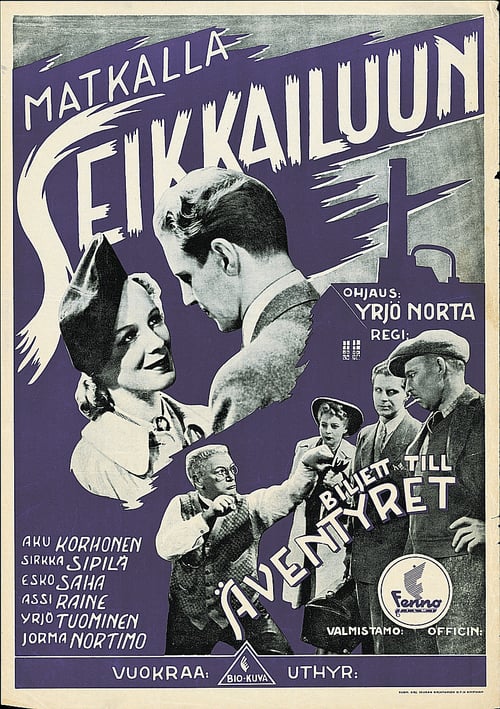 MATKALLA
SEIKKAILUUN
OHJAUS:
YRJÖ NORTA
REGI:
BILJETT TILL
ÄVENTYRET
AKU KORHONEN
SIRKKA SIPILÄ
ESKO SAHA
ASSI RAINE
YRJÖ TUOMINEN
JORMA NORTIMO
Fenno
FILMI
VALMISTAMO: OFFICIN:
VUOKRAA: BIO-KUVA UTHYR: